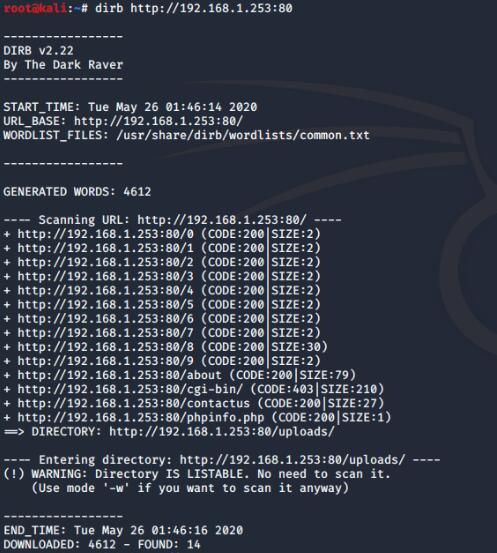 root@kali:~# dirb http://192.168.1.253:80
-----------------
DIRB v2.22
By The Dark Raver
-----------------
START_TIME: Tue May 26 01:46:14 2020
URL_BASE: http://192.168.1.253:80/
WORDLIST_FILES: /usr/share/dirb/wordlists/common.txt
-----------------
GENERATED WORDS: 4612
---- Scanning URL: http://192.168.1.253:80/ ----
+ http://192.168.1.253:80/0 (CODE:200|SIZE:2)
+ http://192.168.1.253:80/1 (CODE:200|SIZE:2)
+ http://192.168.1.253:80/2 (CODE:200|SIZE:2)
+ http://192.168.1.253:80/3 (CODE:200|SIZE:2)
+ http://192.168.1.253:80/4 (CODE:200|SIZE:2)
+ http://192.168.1.253:80/5 (CODE:200|SIZE:2)
+ http://192.168.1.253:80/6 (CODE:200|SIZE:2)
+ http://192.168.1.253:80/7 (CODE:200|SIZE:2)
+ http://192.168.1.253:80/8 (CODE:200|SIZE:30)
+ http://192.168.1.253:80/9 (CODE:200|SIZE:2)
+ http://192.168.1.253:80/about (CODE:200|SIZE:79)
+ http://192.168.1.253:80/cgi-bin/ (CODE:403|SIZE:210)
+ http://192.168.1.253:80/contactus (CODE:200|SIZE:27)
+ http://192.168.1.253:80/phpinfo.php (CODE:200|SIZE:1)
==> DIRECTORY: http://192.168.1.253:80/uploads/
---- Entering directory: http://192.168.1.253:80/uploads/ ----
(!) WARNING: Directory IS LISTABLE. No need to scan it.
(Use mode '-w' if you want to scan it anyway)
-----------------
END_TIME: Tue May 26 01:46:16 2020
DOWNLOADED: 4612 - FOUND: 14